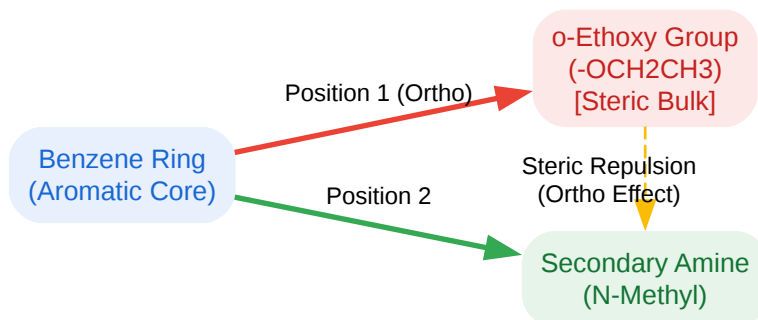 o-Ethoxy Group
(-OCH2CH3)
[Steric Bulk]
Position 1 (Ortho)
Benzene Ring
(Aromatic Core)
Steric Repulsion
(Ortho Effect)
Position 2
Secondary Amine
(N-Methyl)